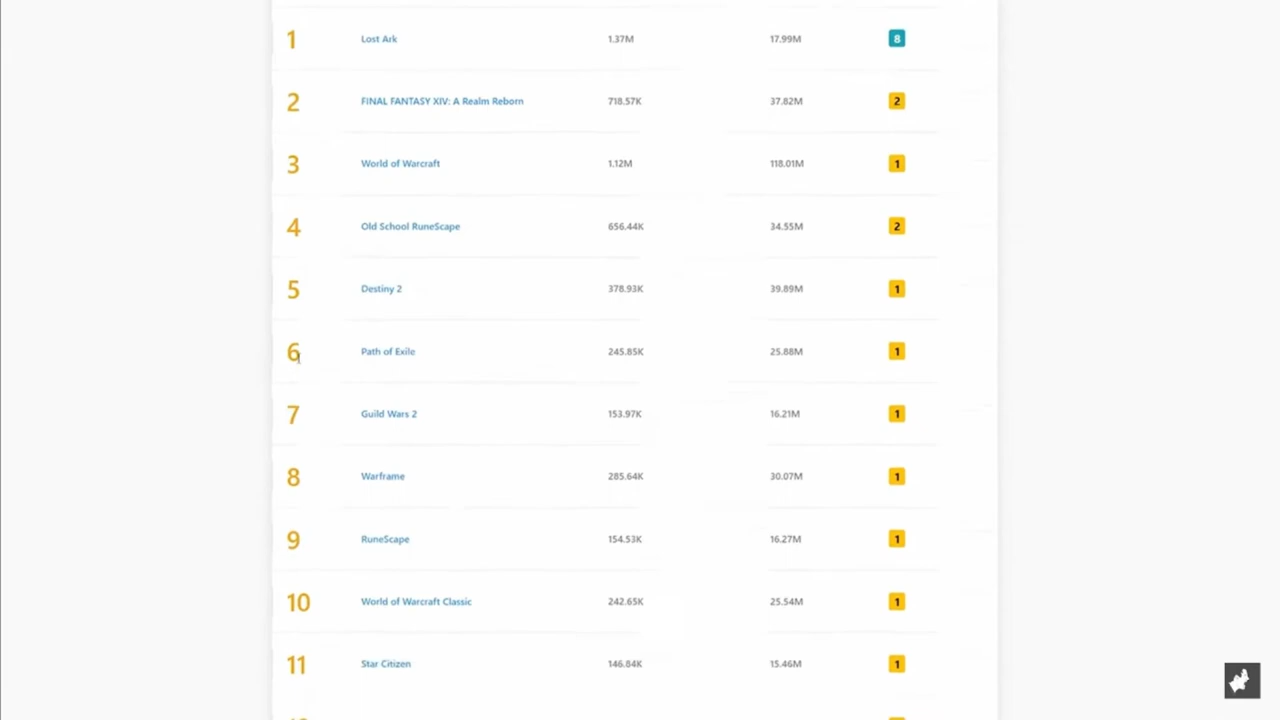 1 Lost Ark 1.37M 17.99M 8
2 FINAL FANTASY XIV: A Realm Reborn 718.57K 37.82M 2
3 World of Warcraft 1.12M 118.01M 1
4 Old School RuneScape 656.44K 34.55M 2
5 Destiny 2 378.93K 39.89M 1
6 Path of Exile 245.85K 25.88M 1
7 Guild Wars 2 153.97K 16.21M 1
8 Warframe 285.64K 30.07M 1
9 RuneScape 154.53K 16.27M 1
10 World of Warcraft Classic 242.65K 25.54M 1
11 Star Citizen 146.84K 15.46M 1